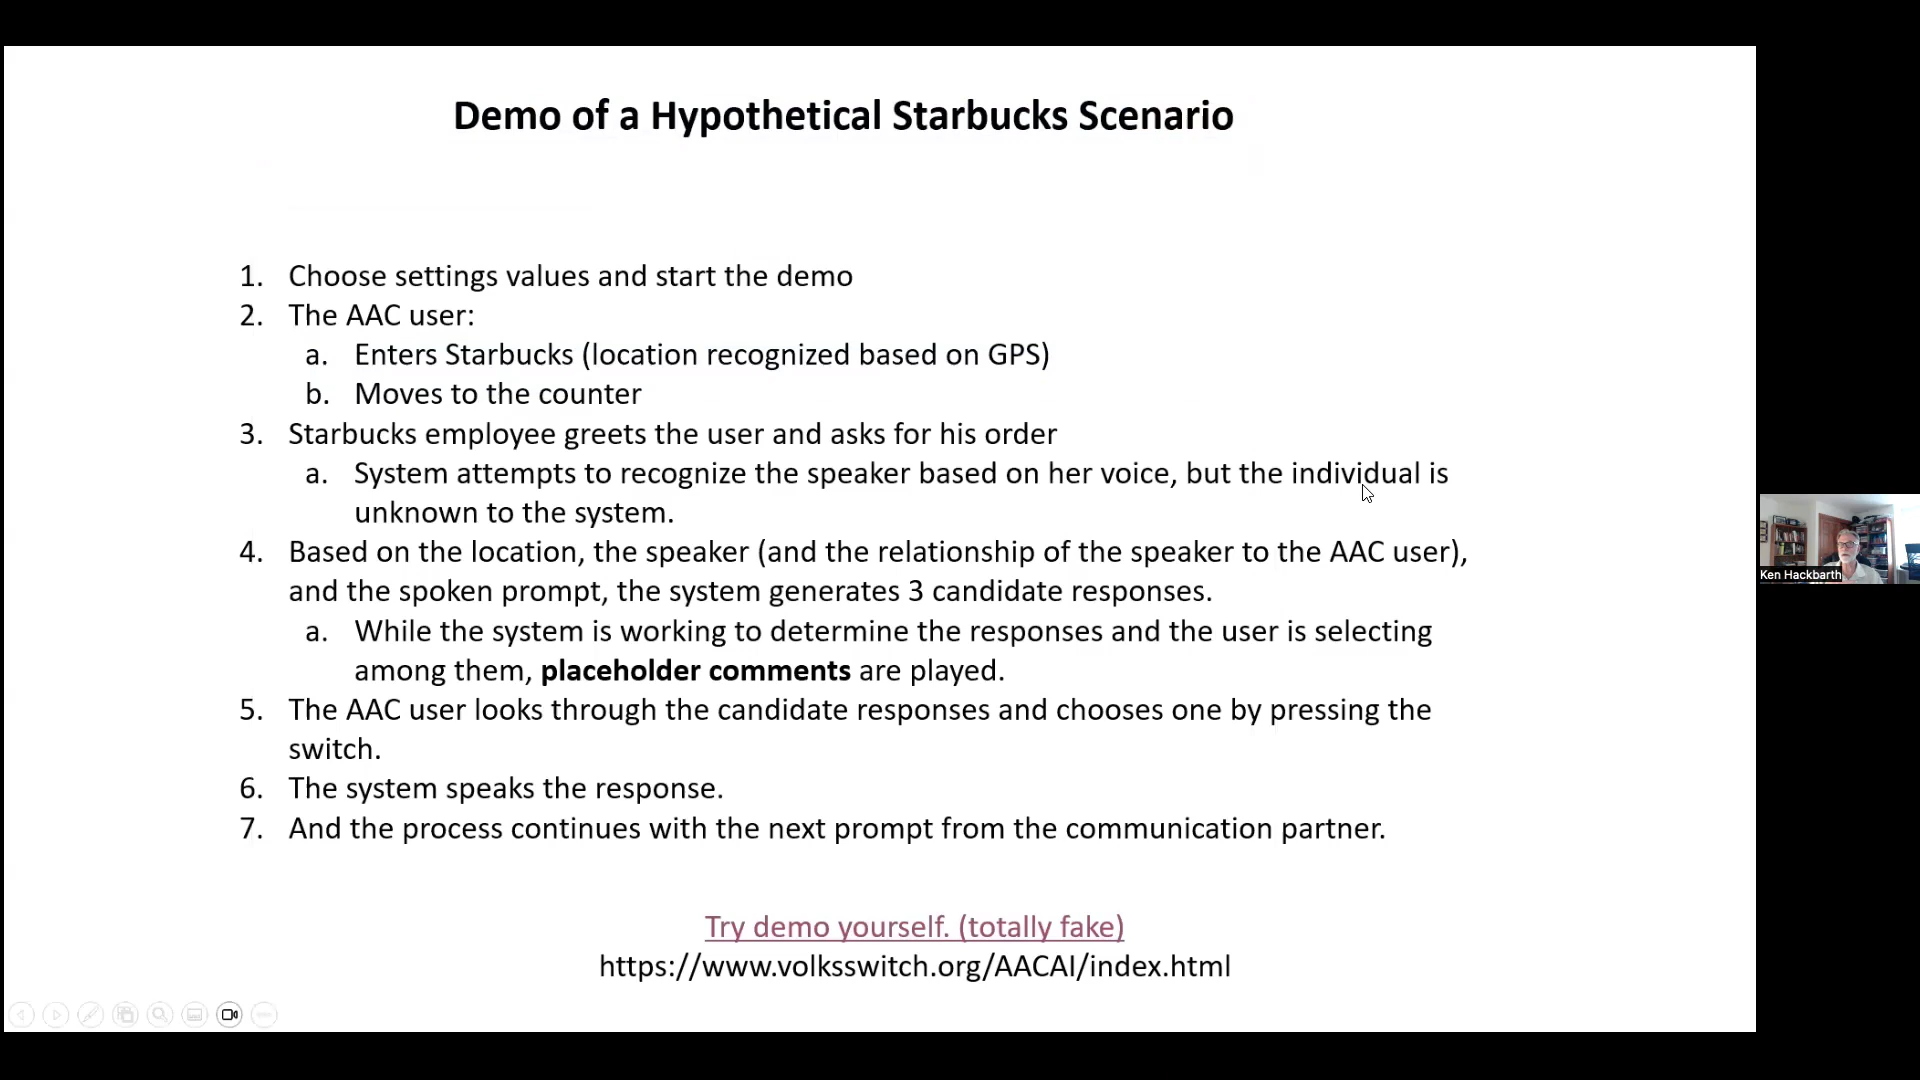 Demo of a Hypothetical Starbucks Scenario
1. Choose settings values and start the demo
2. The AAC user:
a. Enters Starbucks (location recognized based on GPS)
b. Moves to the counter
3. Starbucks employee greets the user and asks for his order
a. System attempts to recognize the speaker based on her voice, but the individual is
unknown to the system.
4. Based on the location, the speaker (and the relationship of the speaker to the AAC user),
and the spoken prompt, the system generates 3 candidate responses.
a. While the system is working to determine the responses and the user is selecting
among them, placeholder comments are played.
5. The AAC user looks through the candidate responses and chooses one by pressing the
switch.
6. The system speaks the response.
7. And the process continues with the next prompt from the communication partner.
Try demo yourself. (totally fake)
https://www.volksswitch.org/AACAI/index.html
Ken Hackbarth